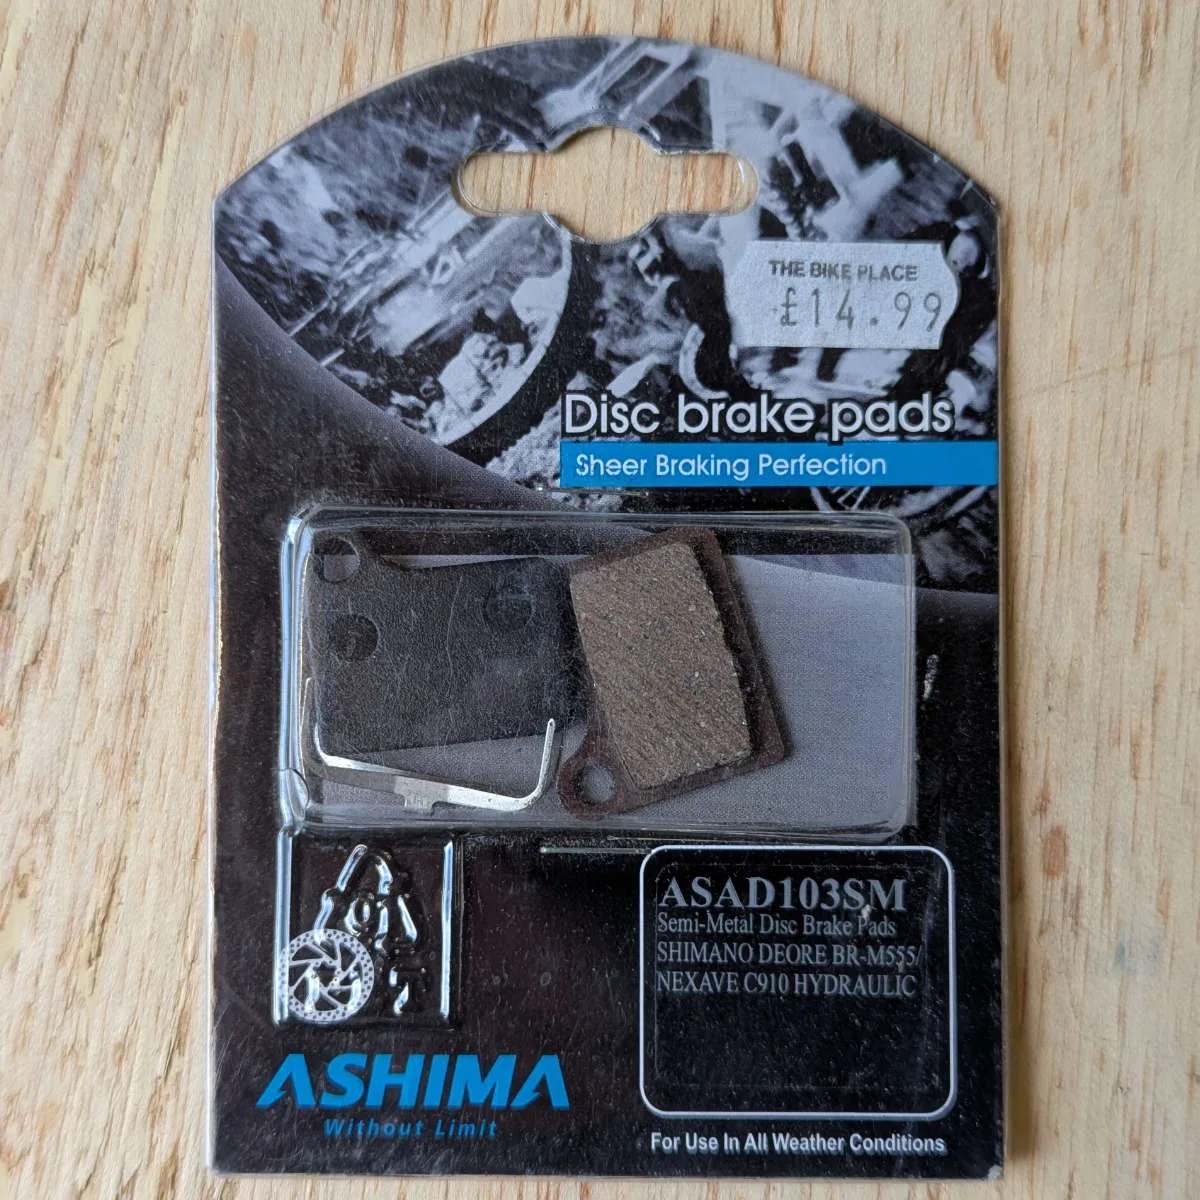 THE BIKE PLACE
£14.99
Disc brake pads
Sheer Braking Perfection
ASAD103SM
Semi-Metal Disc Brake Pads
SHIMANO DEORE BR-M555/
NEXAVE C910 HYDRAULIC
ASHIMA
Without Limit
For Use In All Weather Conditions